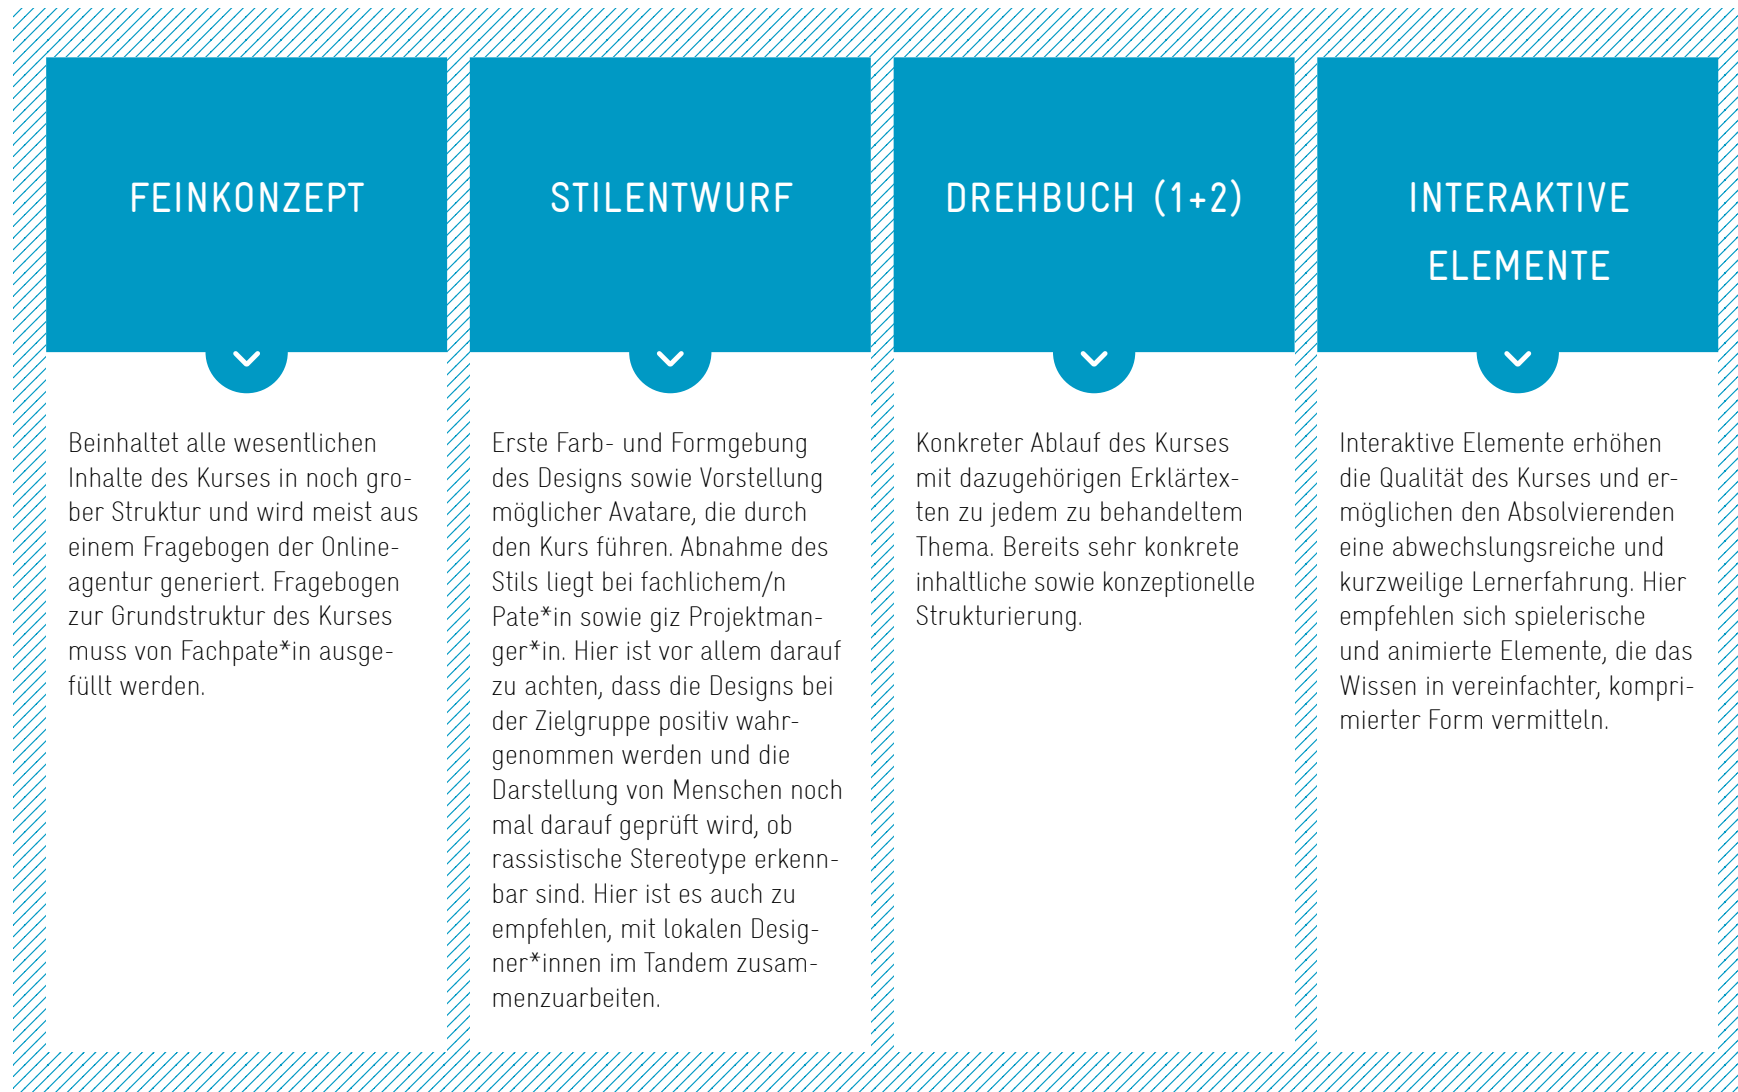 FEINKONZEPT
Beinhaltet alle wesentlichen
Inhalte des Kurses in noch gro-
ber Struktur und wird meist aus
einem Fragebogen der Online-
agentur generiert. Fragebogen
zur Grundstruktur des Kurses
muss von Fachpate*in ausge-
füllt werden.
STILENTWURF
Erste Farb- und Formgebung
des Designs sowie Vorstellung
möglicher Avatare, die durch
den Kurs führen. Abnahme des
Stils liegt bei fachlichem/n
Pate*in sowie giz Projektman-
ger*in. Hier ist vor allem darauf
zu achten, dass die Designs bei
der Zielgruppe positiv wahr-
genommen werden und die
Darstellung von Menschen noch
mal darauf geprüft wird, ob
rassistische Stereotype erkenn-
bar sind. Hier ist es auch zu
empfehlen, mit lokalen Desig-
ner*innen im Tandem zusam-
menzuarbeiten.
DREHBUCH (1+2)
Konkreter Ablauf des Kurses
mit dazugehörigen Erklärtex-
ten zu jedem zu behandeltem
Thema. Bereits sehr konkrete
inhaltliche sowie konzeptionelle
Strukturierung.
INTERAKTIVE
ELEMENTE
Interaktive Elemente erhöhen
die Qualität des Kurses und er-
möglichen den Absolvierenden
eine abwechslungsreiche und
kurzweilige Lernerfahrung. Hier
empfehlen sich spielerische
und animierte Elemente, die das
Wissen in vereinfachter, kompri-
mierter Form vermitteln.